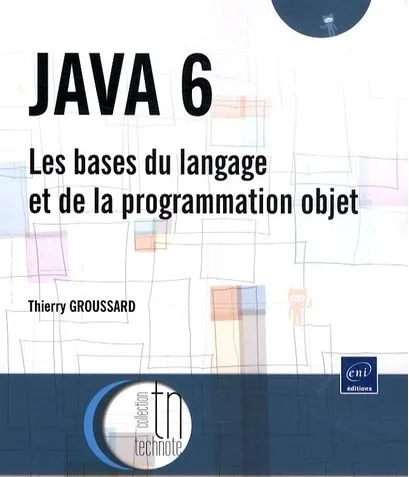 JAVA 6
Les bases du langage
et de la programmation objet
Thierry GROUSSARD
eni
éditions
collection
tn
technote